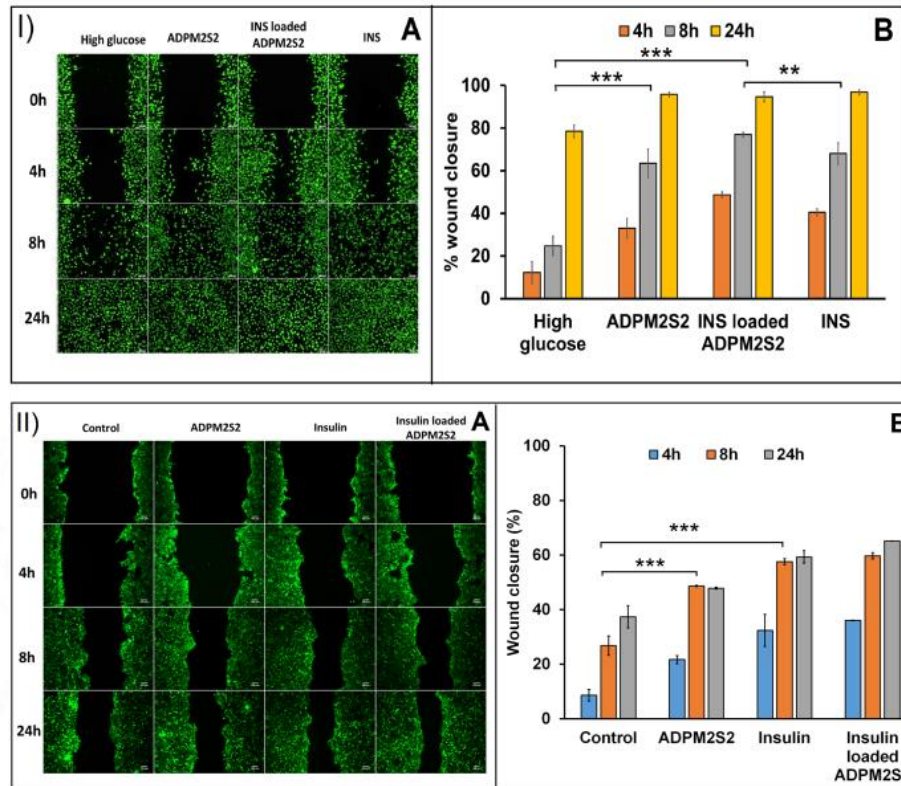 I)
A
High glucose
ADPM2S2
INS loaded
ADPM2S2
INS
0h
4h
8h
24h
B
4h 8h 24h
***
***
**
100
80
60
40
20
0
% wound closure
High
glucose
ADPM2S2
INS loaded
ADPM2S2
INS
II)
A
Control
ADPM2S2
Insulin
Insulin loaded
ADPM2S2
0h
4h
8h
24h
B
4h 8h 24h
***
***
100
80
60
40
20
0
Wound closure (%)
Control
ADPM2S2
Insulin
Insulin
loaded
ADPM2S